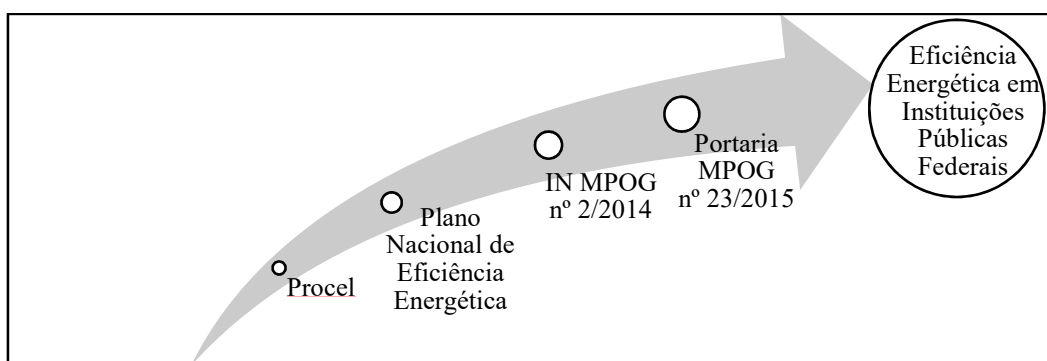 Procel
Plano
Nacional de
Eficiência
Energética
IN MPOG
nº 2/2014
Portaria
MPOG
nº 23/2015
Eficiência
Energética em
Instituições
Públicas
Federais